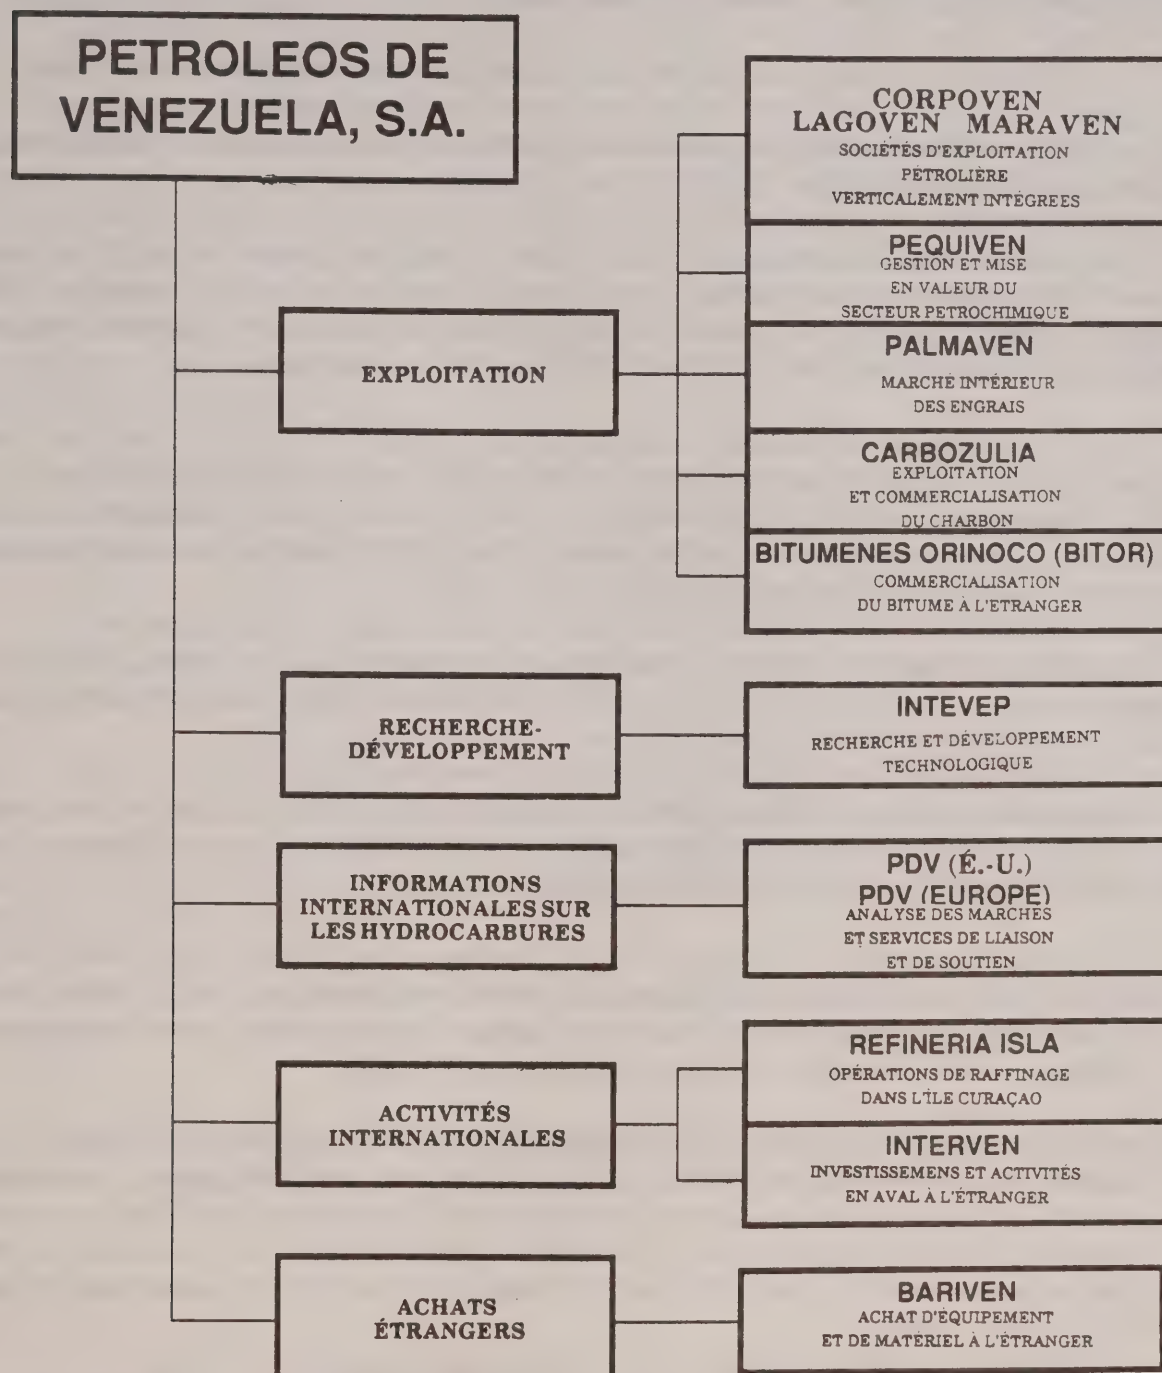 PETROLEOS DE
VENEZUELA, S.A.
EXPLOITATION
CORPOVEN
LAGOVEN MARAVEN
SOCIÉTÉS D'EXPLOITATION
PÉTROLIÈRE
VERTICALEMENT INTÉGREES
PEQUIVEN
GESTION ET MISE
EN VALEUR DU
SECTEUR PETROCHIMIQUE
PALMAVEN
MARCHÉ INTÉRIEUR
DES ENGRAIS
CARBOZULIA
EXPLOITATION
ET COMMERCIALISATION
DU CHARBON
BITUMENES ORINOCO (BITOR)
COMMERCIALISATION
DU BITUME À L'ETRANGER
RECHERCHE-
DÉVELOPPEMENT
INTEVEP
RECHERCHE ET DÉVELOPPEMENT
TECHNOLOGIQUE
INFORMATIONS
INTERNATIONALES SUR
LES HYDROCARBURES
PDV (É.-U.)
PDV (EUROPE)
ANALYSE DES MARCHÉS
ET SERVICES DE LIAISON
ET DE SOUTIEN
ACTIVITÉS
INTERNATIONALES
REFINERIA ISLA
OPÉRATIONS DE RAFFINAGE
DANS L'ÎLE CURAÇAO
INTERVEN
INVESTISSEMENS ET ACTIVITÉS
EN AVAL À L'ÉTRANGER
ACHATS
ÉTRANGERS
BARIVEN
ACHAT D'ÉQUIPEMENT
ET DE MATÉRIEL À L'ÉTRANGER